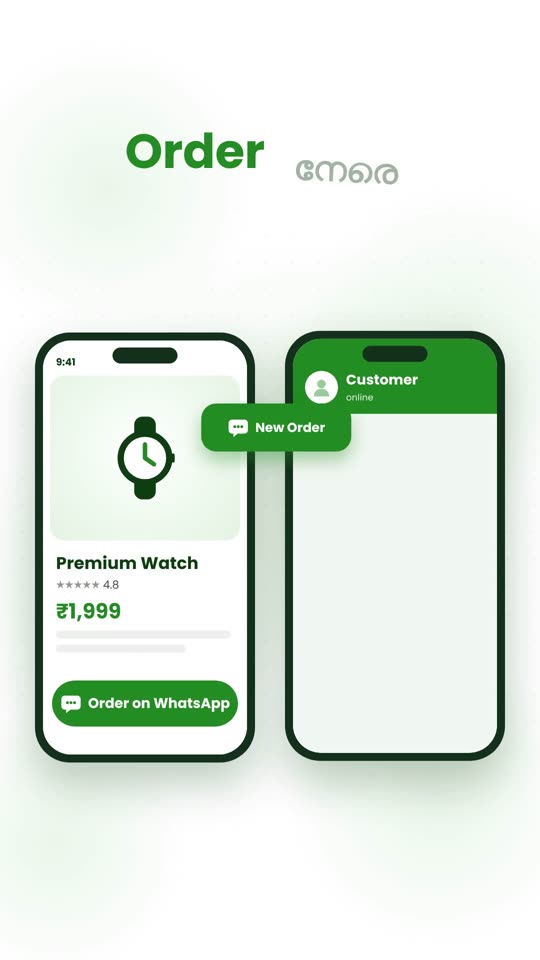 Order നേരെ
9:41
Customer
online
New Order
Premium Watch
★★★★★ 4.8
₹1,999
Order on WhatsApp